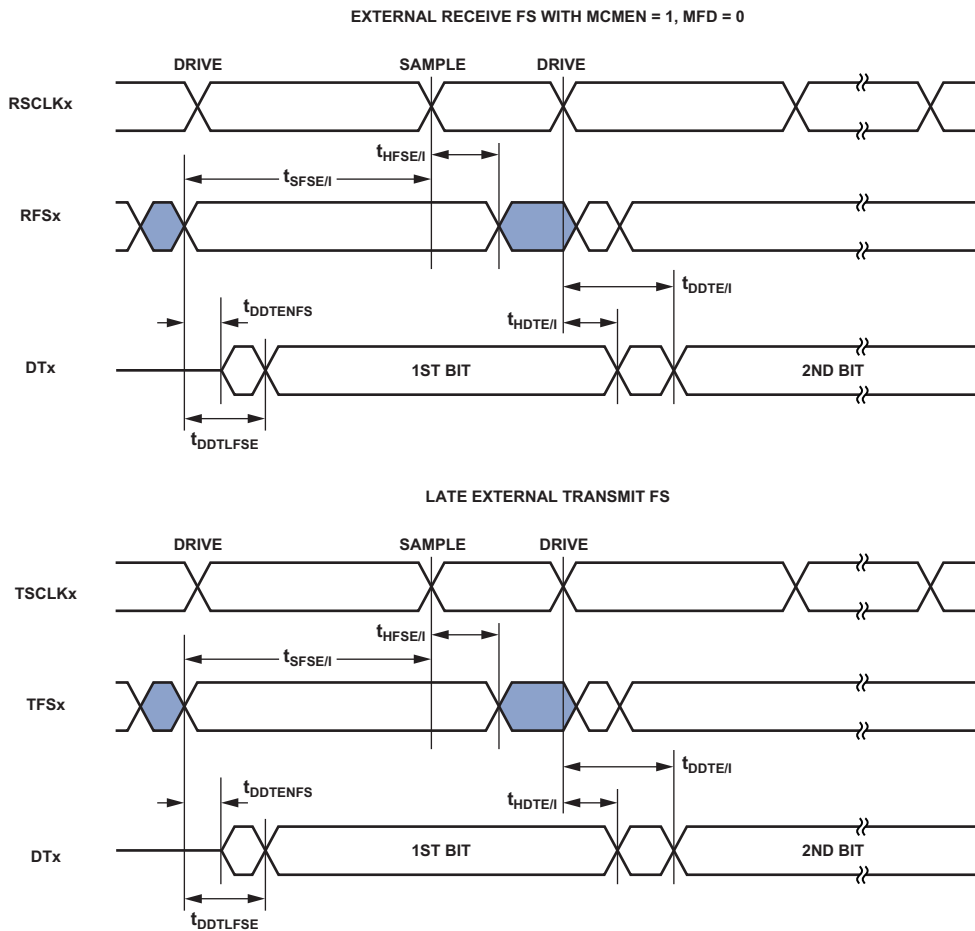 EXTERNAL RECEIVE FS WITH MCMEN = 1, MFD = 0
DRIVE SAMPLE DRIVE
RSCLKx
tHFSE/I
tSFSE/I
RFSx
tDDTE/I
tDDTENFS
tHDTE/I
DTx 1ST BIT 2ND BIT
tDDTLFSE
LATE EXTERNAL TRANSMIT FS
DRIVE SAMPLE DRIVE
TSCLKx
tHFSE/I
tSFSE/I
TFSx
tDDTE/I
tDDTENFS
tHDTE/I
DTx 1ST BIT 2ND BIT
tDDTLFSE